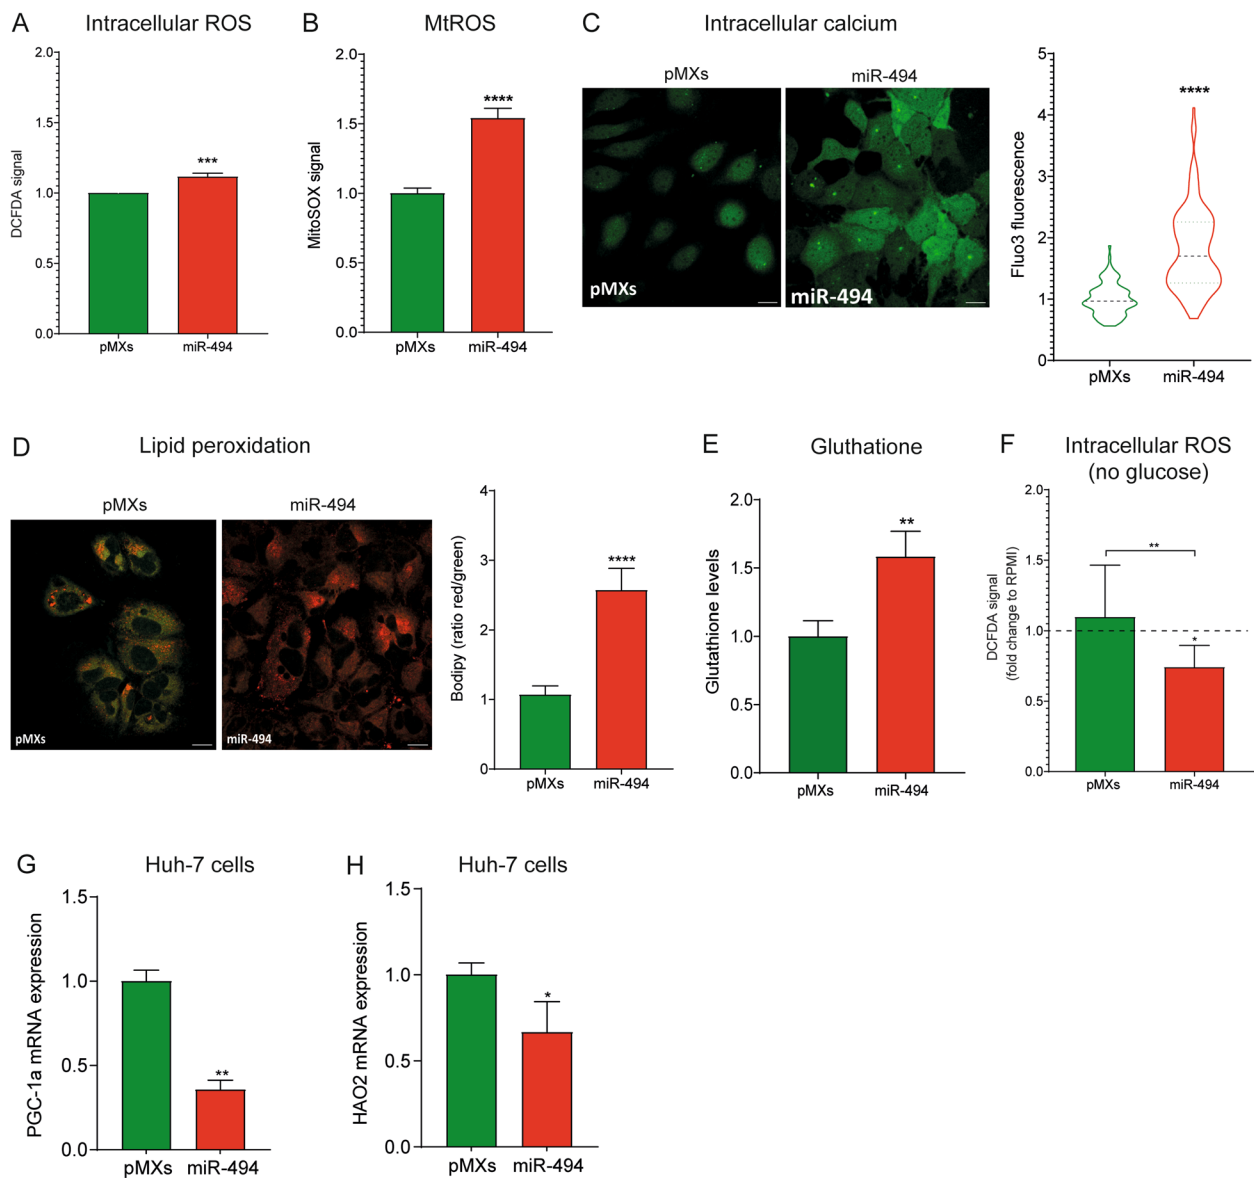 A Intracellular ROS
2.0
1.5
1.0
0.5
0.0
DCFDA signal
***
pMXs miR-494
B MtROS
2.0
1.5
1.0
0.5
0.0
MitoSOX signal
****
pMXs miR-494
C Intracellular calcium
pMXs miR-494
pMXs miR-494
5
4
3
2
1
0
Fluo3 fluorescence
****
pMXs miR-494
D Lipid peroxidation
pMXs miR-494
pMXs miR-494
4
3
2
1
0
Bodipy (ratio red/green)
****
pMXs miR-494
E Gluthatione
2.0
1.5
1.0
0.5
0.0
Glutathione levels
**
pMXs miR-494
F Intracellular ROS
(no glucose)
2.0
1.5
1.0
0.5
0.0
DCFDA signal
(fold change to RPMI)
**
*
pMXs miR-494
G Huh-7 cells
1.5
1.0
0.5
0.0
PGC-1a mRNA expression
**
pMXs miR-494
H Huh-7 cells
1.5
1.0
0.5
0.0
HAO2 mRNA expression
*
pMXs miR-494